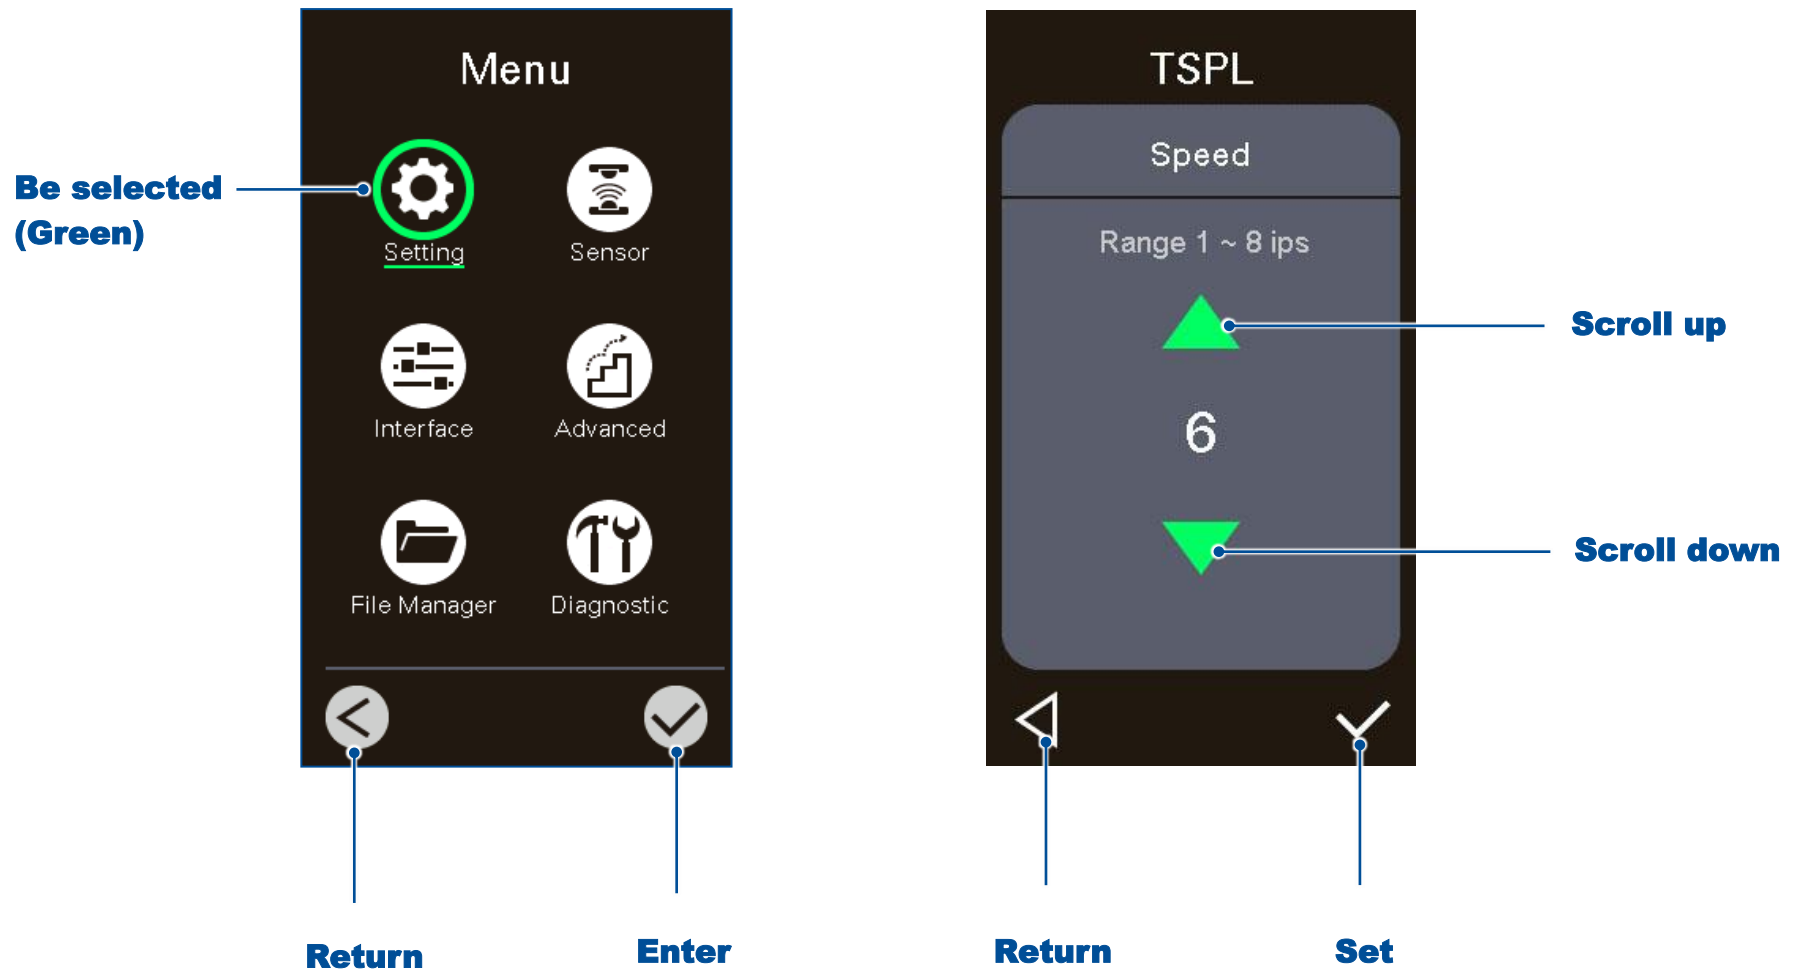 Menu
Be selected
(Green)
Setting
Sensor
Interface
Advanced
File Manager
Diagnostic
Return
Enter
TSPL
Speed
Range 1 ~ 8 ips
Scroll up
6
Scroll down
Return
Set